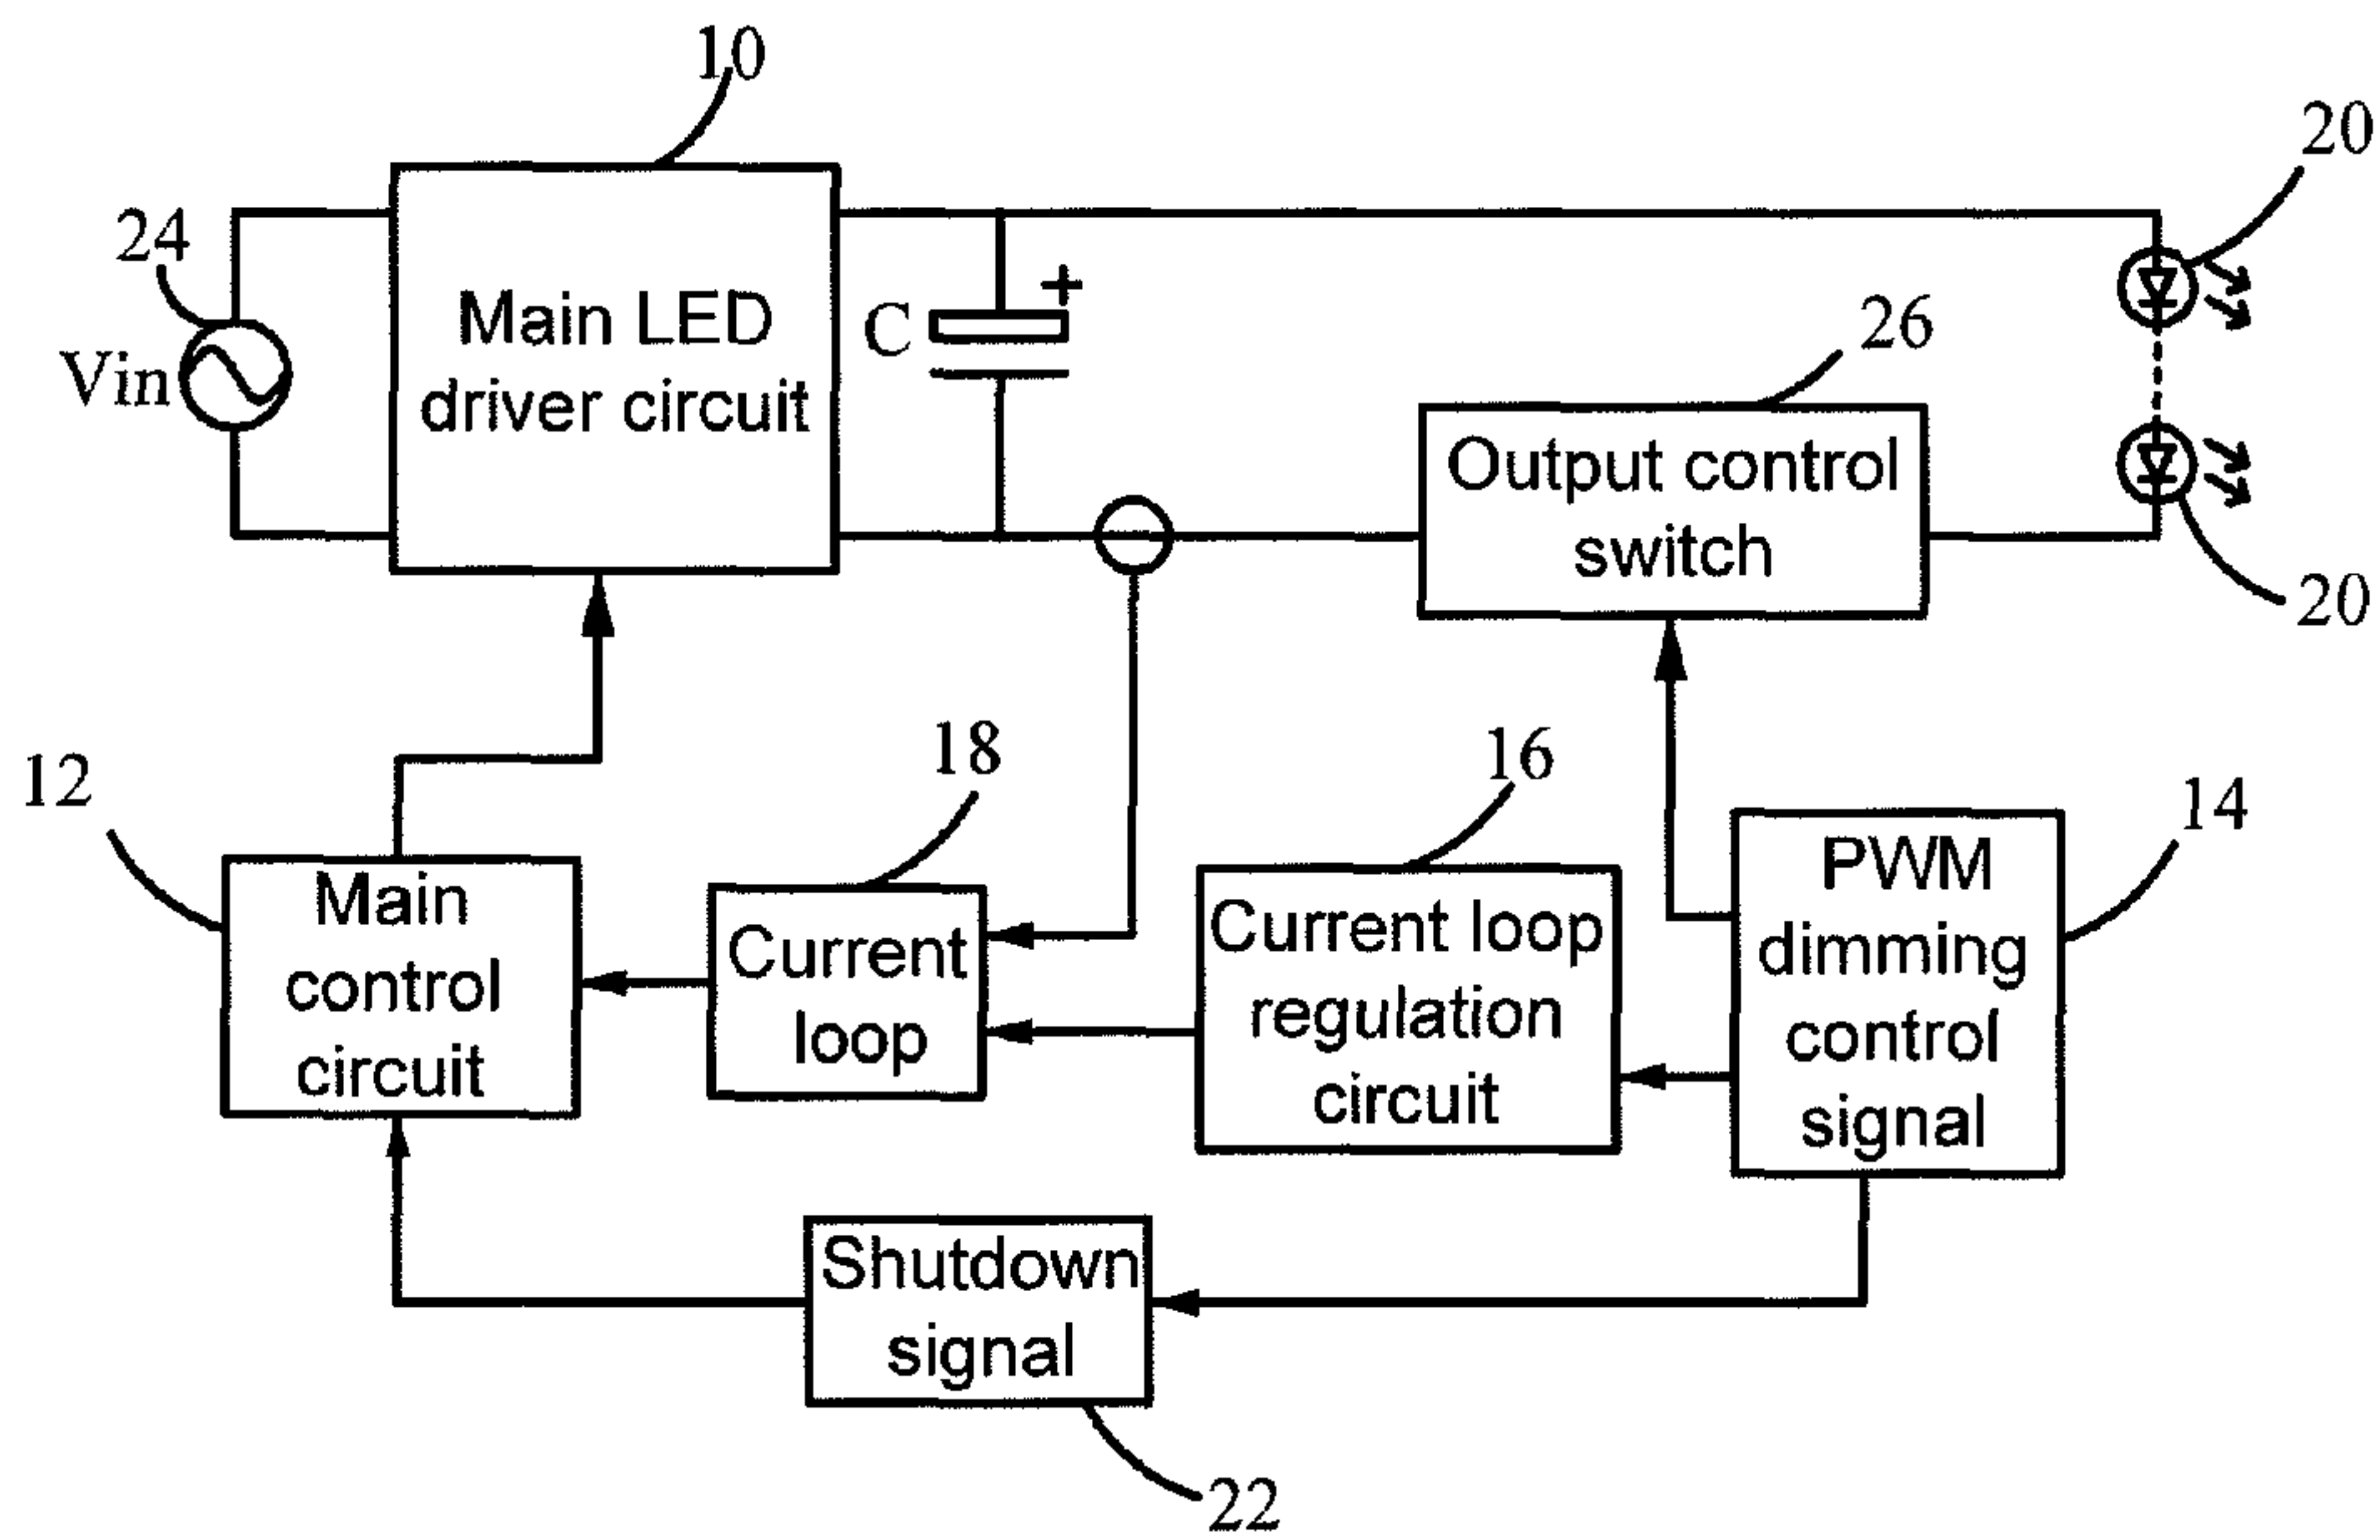 10
20
24
Vin
Main LED
driver circuit
C
+
26
Output control
switch
20
12
18
16
14
Main
control
circuit
Current
loop
Current loop
regulation
circuit
PWM
dimming
control
signal
Shutdown
signal
22